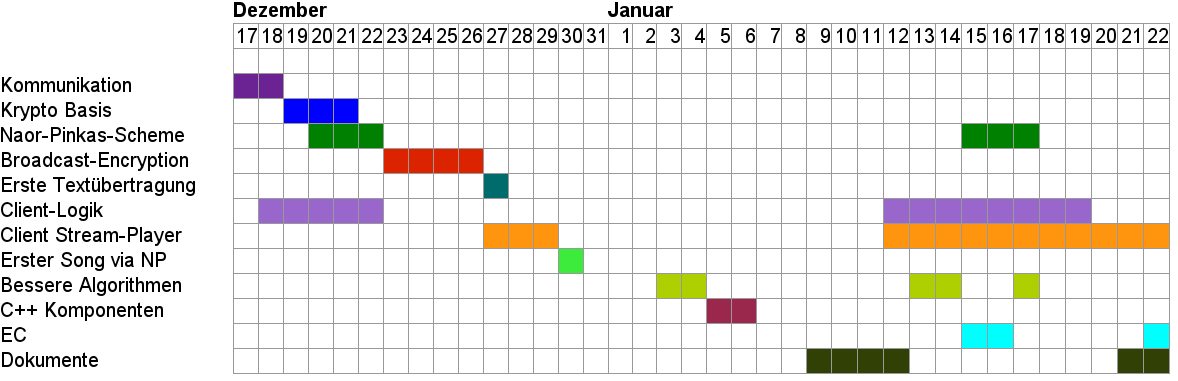 Dezember Januar
17 18 19 20 21 22 23 24 25 26 27 28 29 30 31 1 2 3 4 5 6 7 8 9 10 11 12 13 14 15 16 17 18 19 20 21 22
Kommunikation
Krypto Basis
Naor-Pinkas-Scheme
Broadcast-Encryption
Erste Textübertragung
Client-Logik
Client Stream-Player
Erster Song via NP
Bessere Algorithmen
C++ Komponenten
EC
Dokumente